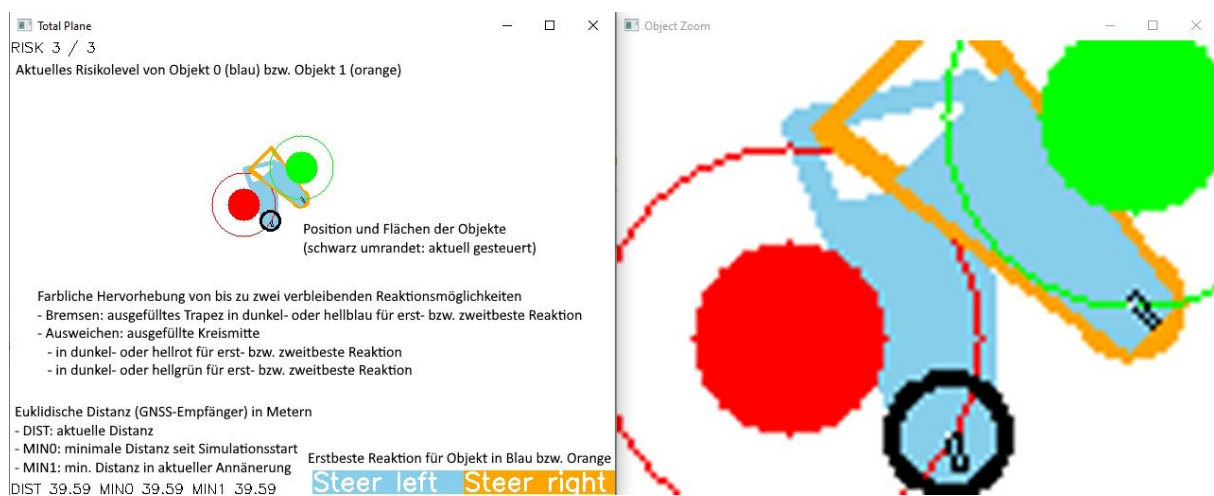 Total Plane
Object Zoom
RISK 3 / 3
Aktuelles Risikolevel von Objekt 0 (blau) bzw. Objekt 1 (orange)
Position und Flächen der Objekte
(schwarz umrandet: aktuell gesteuert)
Farbliche Hervorhebung von bis zu zwei verbleibenden Reaktionsmöglichkeiten
- Bremsen: ausgefülltes Trapez in dunkel- oder hellblau für erst- bzw. zweitbeste Reaktion
- Ausweichen: ausgefüllte Kreismitte
- in dunkel- oder hellrot für erst- bzw. zweitbeste Reaktion
- in dunkel- oder hellgrün für erst- bzw. zweitbeste Reaktion
Euklidische Distanz (GNSS-Empfänger) in Metern
- DIST: aktuelle Distanz
- MIN0: minimale Distanz seit Simulationsstart
- MIN1: min. Distanz in aktueller Annänerung
Erstbeste Reaktion für Objekt in Blau bzw. Orange
DIST 39.59 MIN0 39.59 MIN1 39.59
Steer left Steer right